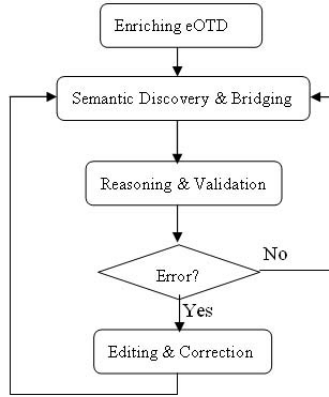 Enriching eOTD
Semantic Discovery & Bridging
Reasoning & Validation
Error?
No
Yes
Editing & Correction